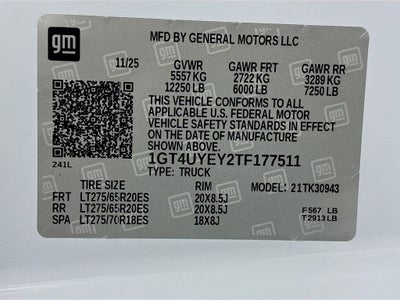 gm
MFD BY GENERAL MOTORS LLC
11/25 GVWR GAWR FRT GAWR RR
5557 KG 2722 KG 3289 KG
12250 LB 6000 LB 7250 LB
THIS VEHICLE CONFORMS TO ALL
APPLICABLE U.S. FEDERAL MOTOR
VEHICLE SAFETY STANDARDS IN EFFECT
ON THE DATE OF MANUFACTURE
SHOWN ABOVE.
241L
1GT4UYEY2TF177511
TYPE: TRUCK
TIRE SIZE RIM MODEL: 21TK30943
FRT LT275/65R20ES 20X8.5J
RR LT275/65R20ES 20X8.5J F567 LB
SPA LT275/70R18ES 18X8J T2913LB